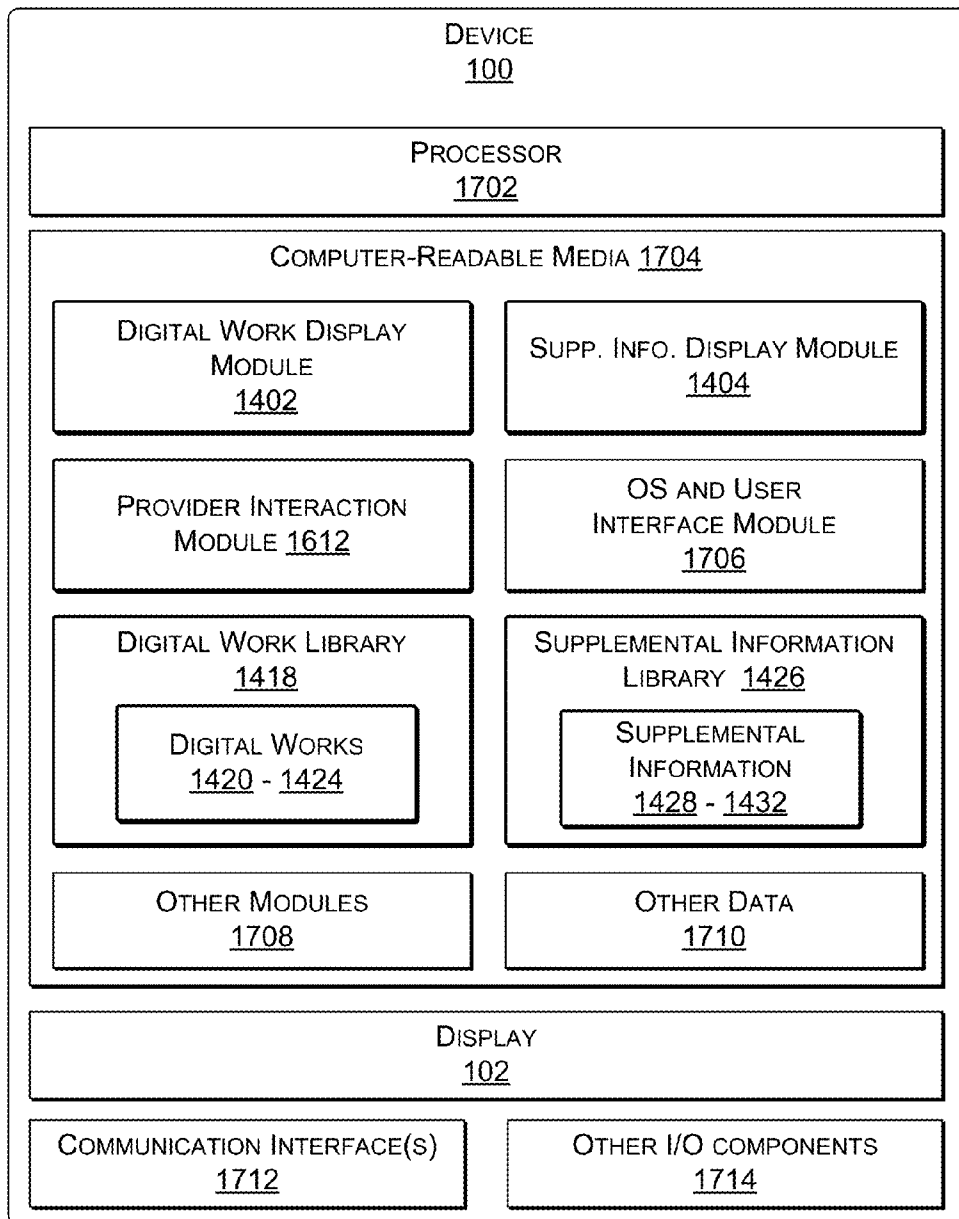 DEVICE
100
PROCESSOR
1702
COMPUTER-READABLE MEDIA 1704
DIGITAL WORK DISPLAY
MODULE
1402
SUPP. INFO. DISPLAY MODULE
1404
PROVIDER INTERACTION
MODULE 1612
OS AND USER
INTERFACE MODULE
1706
DIGITAL WORK LIBRARY
1418
DIGITAL WORKS
1420 - 1424
SUPPLEMENTAL INFORMATION
LIBRARY 1426
SUPPLEMENTAL
INFORMATION
1428 - 1432
OTHER MODULES
1708
OTHER DATA
1710
DISPLAY
102
COMMUNICATION INTERFACE(S)
1712
OTHER I/O COMPONENTS
1714